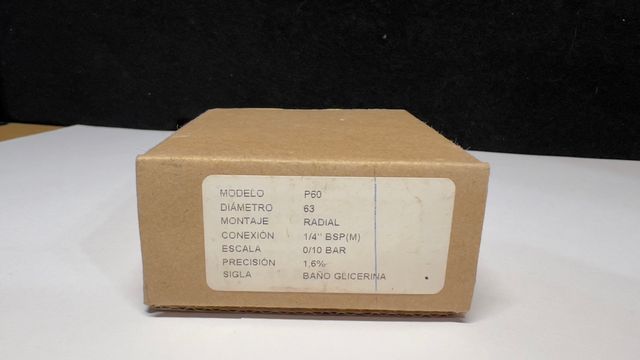 MODELO P60
DIÁMETRO 63
MONTAJE RADIAL
CONEXIÓN 1/4'' BSP(M)
ESCALA 0/10 BAR
PRECISIÓN 1,6%
SIGLA BAÑO GLICERINA